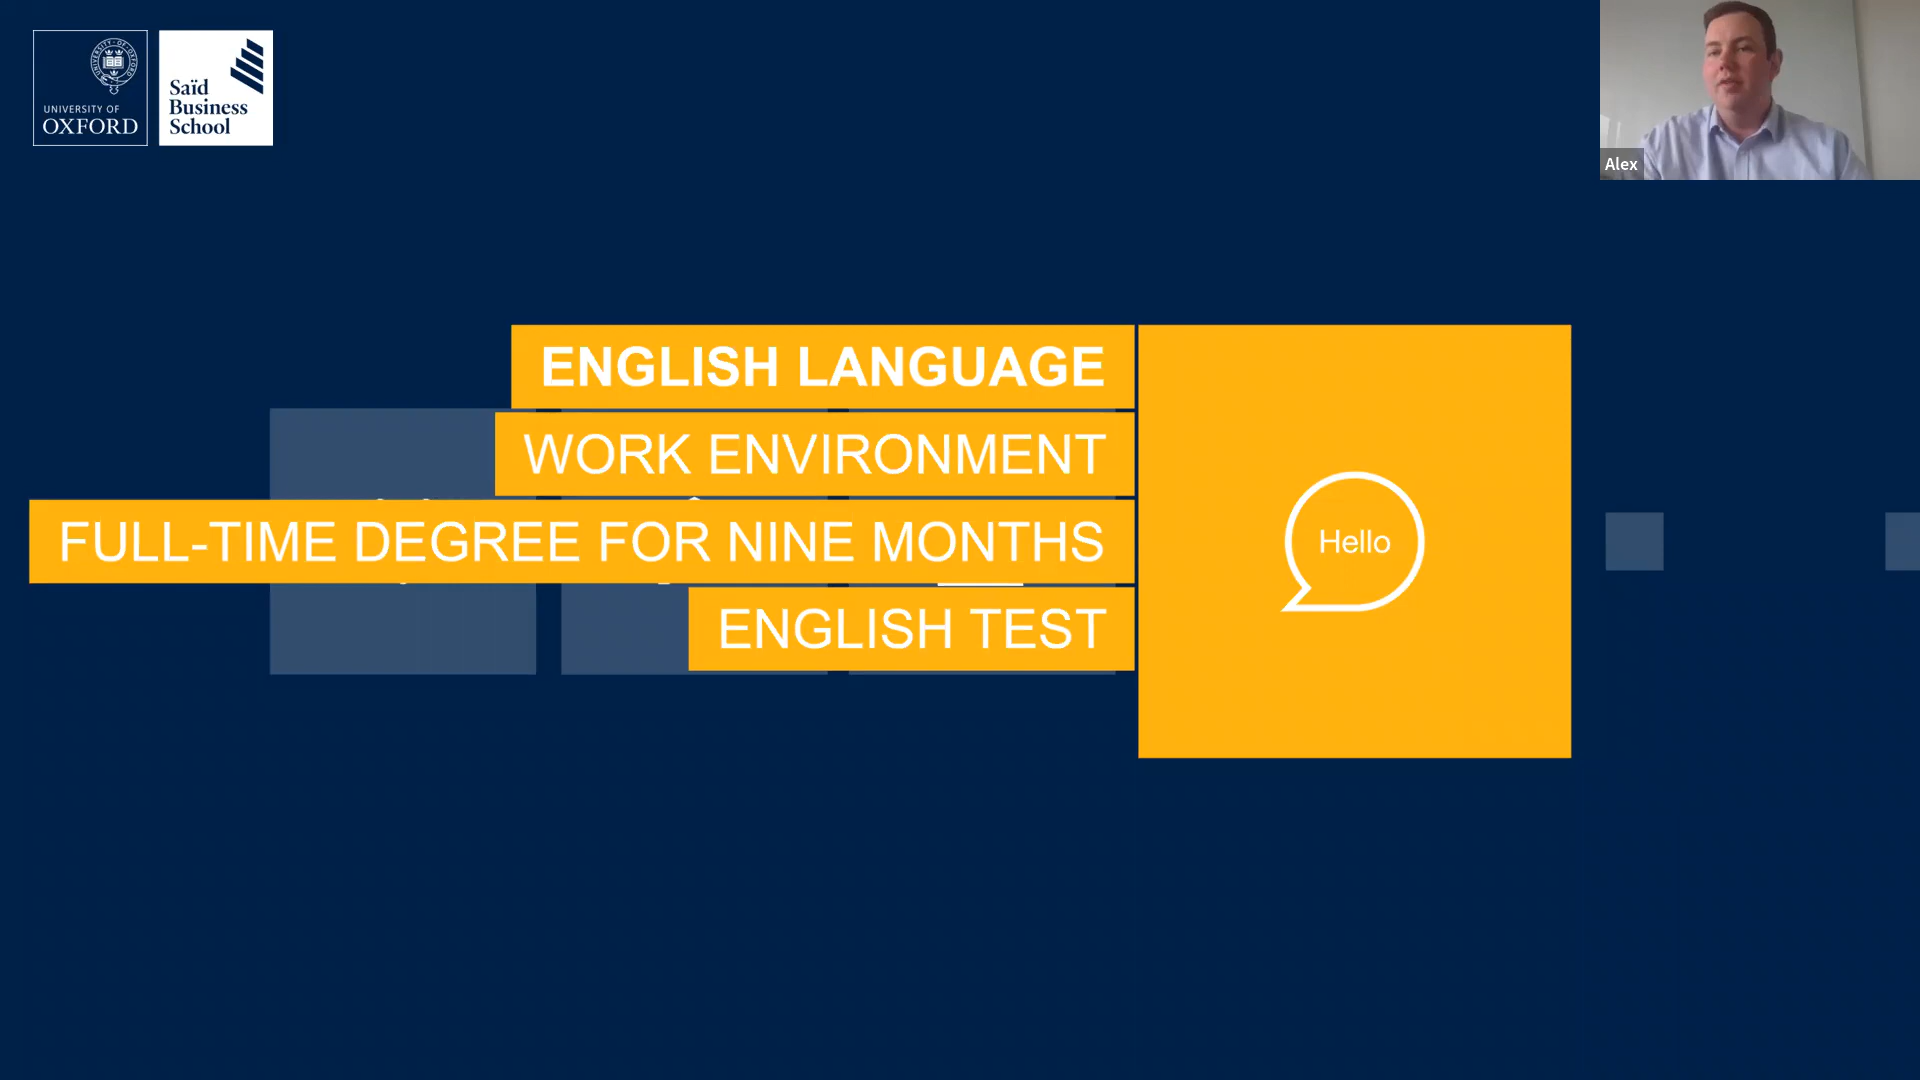 UNIVERSITY OF
OXFORD
Saïd
Business
School
Alex
ENGLISH LANGUAGE
WORK ENVIRONMENT
FULL-TIME DEGREE FOR NINE MONTHS
ENGLISH TEST
Hello